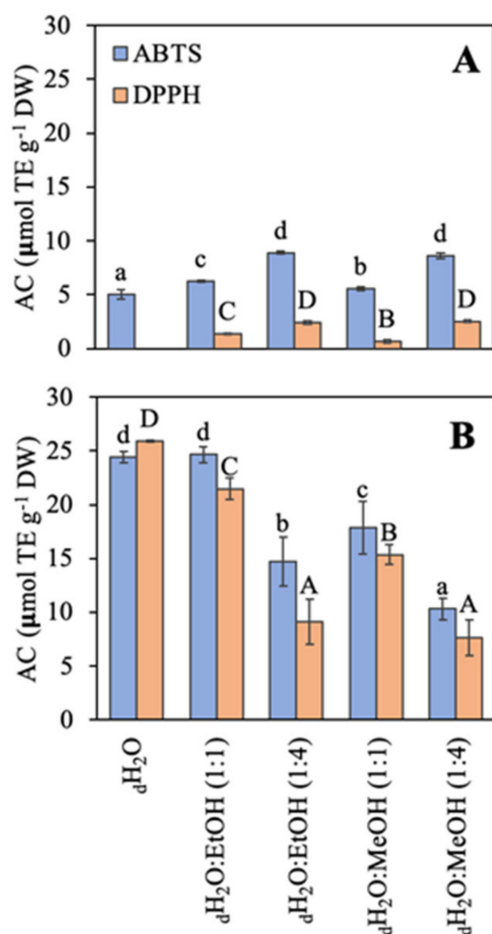 30
25
20
15
10
5
0
AC (μmol TE g⁻¹ DW)
ABTS
DPPH
A
a
c
C
d
D
b
B
d
D
30
25
20
15
10
5
0
AC (μmol TE g⁻¹ DW)
B
d
D
d
C
b
A
c
B
a
A
dH₂O
dH₂O:EtOH (1:1)
dH₂O:EtOH (1:4)
dH₂O:MeOH (1:1)
dH₂O:MeOH (1:4)